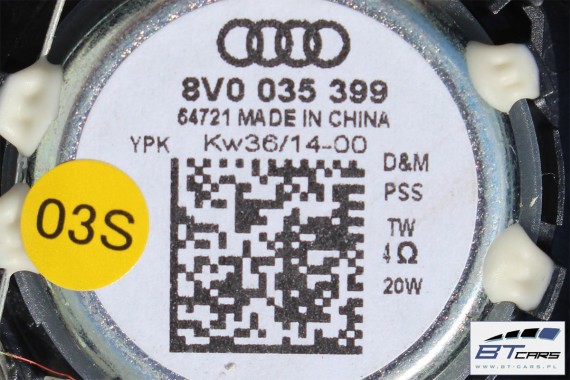 8V0 035 399
64721 MADE IN CHINA
YPK Kw36/14-00
D&M
PSS
TW
4 Ω
20W
03S
BTCARS
WWW.BT-CARS.PL